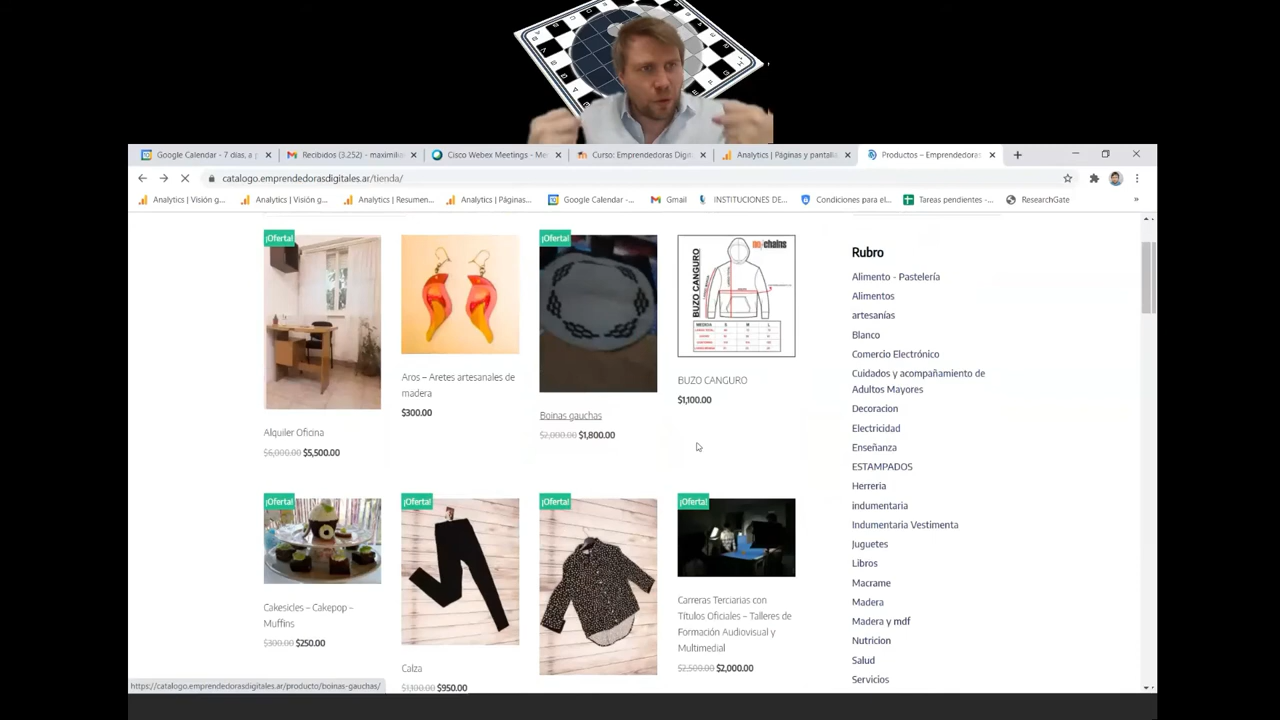 Google Calendar - 7 días, a p
Recibidos (3.252) - maximilia
Cisco Webex Meetings - Me
Curso: Emprendedoras Digit
Analytics | Páginas y pantalla
Productos – Emprendedoras
catalogo.emprendedorasdigitales.ar/tienda/
Analytics | Visión g...
Analytics | Visión g...
Analytics | Resumen...
Analytics | Páginas...
Google Calendar -...
Gmail
INSTITUCIONES DE...
Condiciones para el...
Tareas pendientes -...
ResearchGate
»
¡Oferta!
Alquiler Oficina
$6,000.00 $5,500.00
Aros – Aretes artesanales de
madera
$300.00
¡Oferta!
Boinas gauchas
$2,000.00 $1,800.00
BUZO CANGURO
BUZO CANGURO
$1,100.00
¡Oferta!
Cakesicles – Cakepop –
Muffins
$300.00 $250.00
¡Oferta!
Calza
$1,100.00 $950.00
¡Oferta!
¡Oferta!
Carreras Terciarias con
Títulos Oficiales – Talleres de
Formación Audiovisual y
Multimedial
$2,500.00 $2,000.00
Rubro
Alimento - Pastelería
Alimentos
artesanías
Blanco
Comercio Electrónico
Cuidados y acompañamiento de
Adultos Mayores
Decoracion
Electricidad
Enseñanza
ESTAMPADOS
Herreria
indumentaria
Indumentaria Vestimenta
Juguetes
Libros
Macrame
Madera
Madera y mdf
Nutricion
Salud
Servicios
https://catalogo.emprendedorasdigitales.ar/producto/boinas-gauchas/